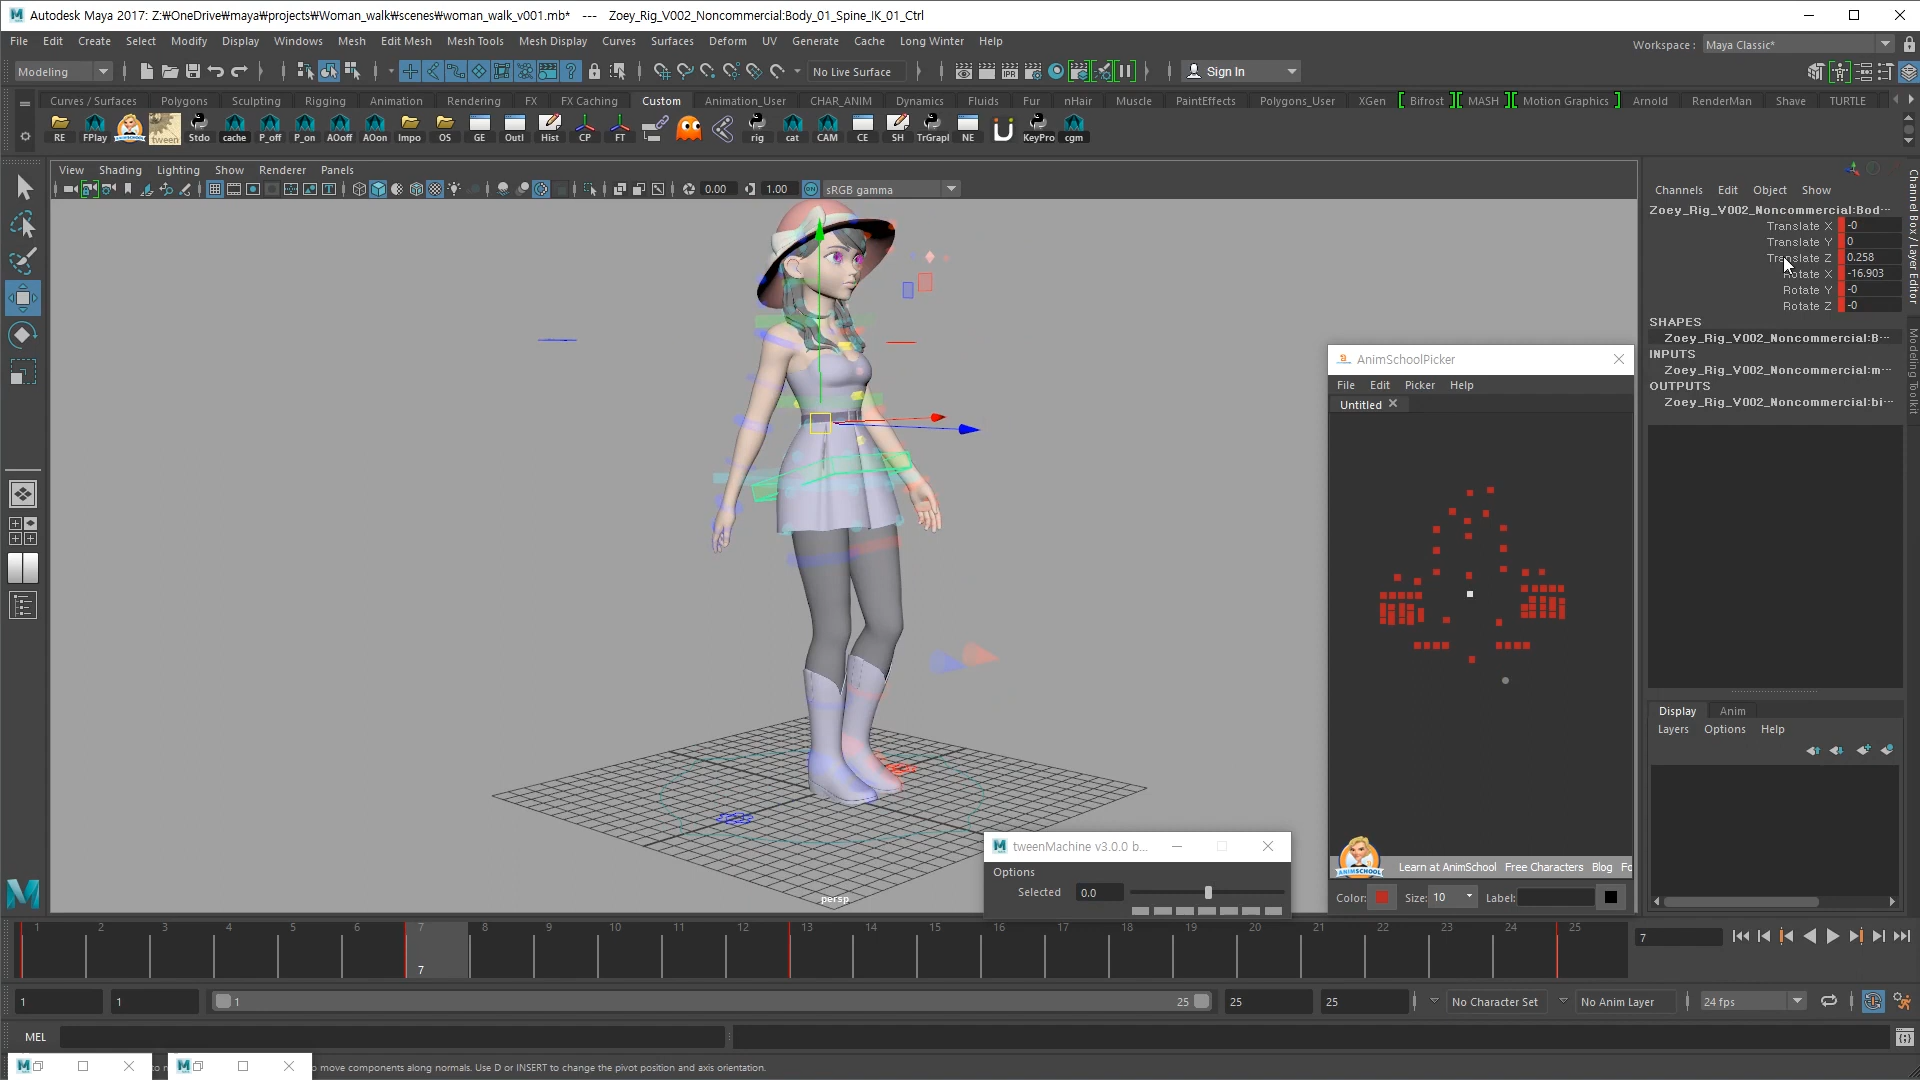 Autodesk Maya 2017: Z:₩OneDrive₩maya₩projects₩Woman_walk₩scenes₩woman_walk_v001.mb*   ---   Zoey_Rig_V002_Noncommercial:Body_01_Spine_IK_01_Ctrl
File Edit Create Select Modify Display Windows Mesh Edit Mesh Mesh Tools Mesh Display Curves Surfaces Deform UV Generate Cache Long Winter Help
Workspace : Maya Classic*
Modeling No Live Surface Sign In
Curves / Surfaces Polygons Sculpting Rigging Animation Rendering FX FX Caching Custom Animation_User CHAR_ANIM Dynamics Fluids Fur nHair Muscle PaintEffects Polygons_User XGen Bifrost MASH Motion Graphics Arnold RenderMan Shave TURTLE
RE FPlay tween Stdo cache P_off P_on AOoff AOon Impo OS GE Outl Hist CP FT rig cat CAM CE SH TrGrapl NE KeyPro cgm
View Shading Lighting Show Renderer Panels
0.00 1.00 ON sRGB gamma
IPR
Channels Edit Object Show
Zoey_Rig_V002_Noncommercial:Bod···
Translate X -0
Translate Y 0
Translate Z 0.258
Rotate X -16.903
Rotate Y -0
Rotate Z -0
SHAPES
Zoey_Rig_V002_Noncommercial:B···
INPUTS
Zoey_Rig_V002_Noncommercial:m···
OUTPUTS
Zoey_Rig_V002_Noncommercial:bi···
Channel Box / Layer Editor
Modeling Toolkit
AnimSchoolPicker
File Edit Picker Help
Untitled
ANIMSCHOOL
Learn at AnimSchool Free Characters Blog Fo
Color: Size: 10 Label:
tweenMachine v3.0.0 b...
Options
Selected 0.0
persp
Display Anim
Layers Options Help
1 2 3 4 5 6 7 8 9 10 11 12 13 14 15 16 17 18 19 20 21 22 23 24 25
7
7
1 1 1 25 25 25 No Character Set No Anim Layer 24 fps
MEL
o move components along normals. Use D or INSERT to change the pivot position and axis orientation.